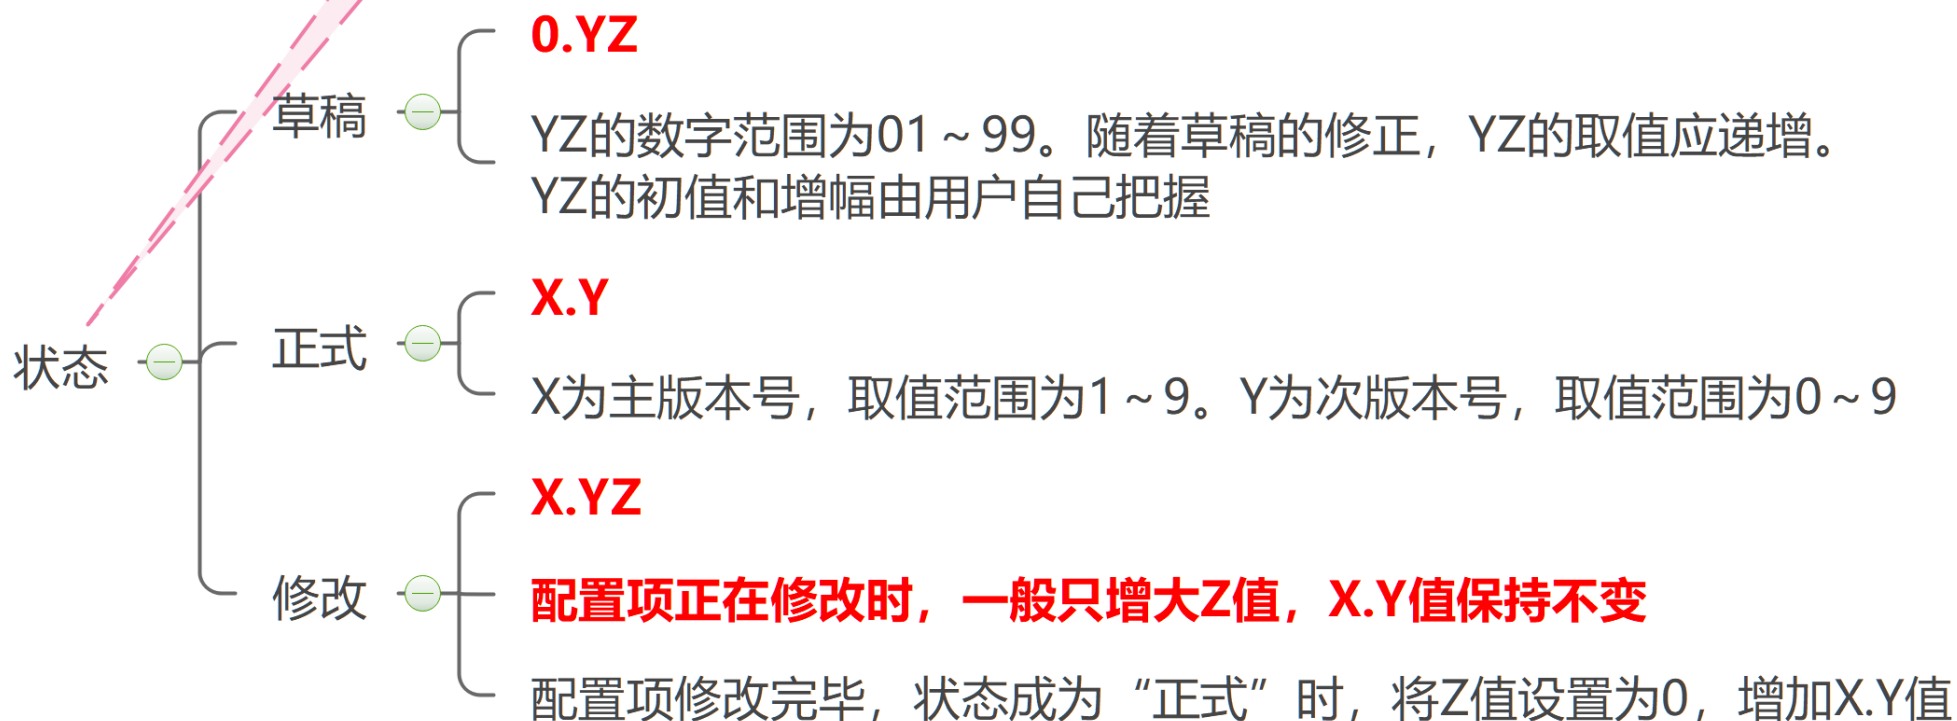 0.YZ
草稿
YZ的数字范围为01～99。随着草稿的修正，YZ的取值应递增。
YZ的初值和增幅由用户自己把握
X.Y
正式
状态
X为主版本号，取值范围为1～9。Y为次版本号，取值范围为0～9
X.YZ
修改
配置项正在修改时，一般只增大Z值，X.Y值保持不变
配置项修改完毕，状态成为“正式”时，将Z值设置为0，增加X.Y值